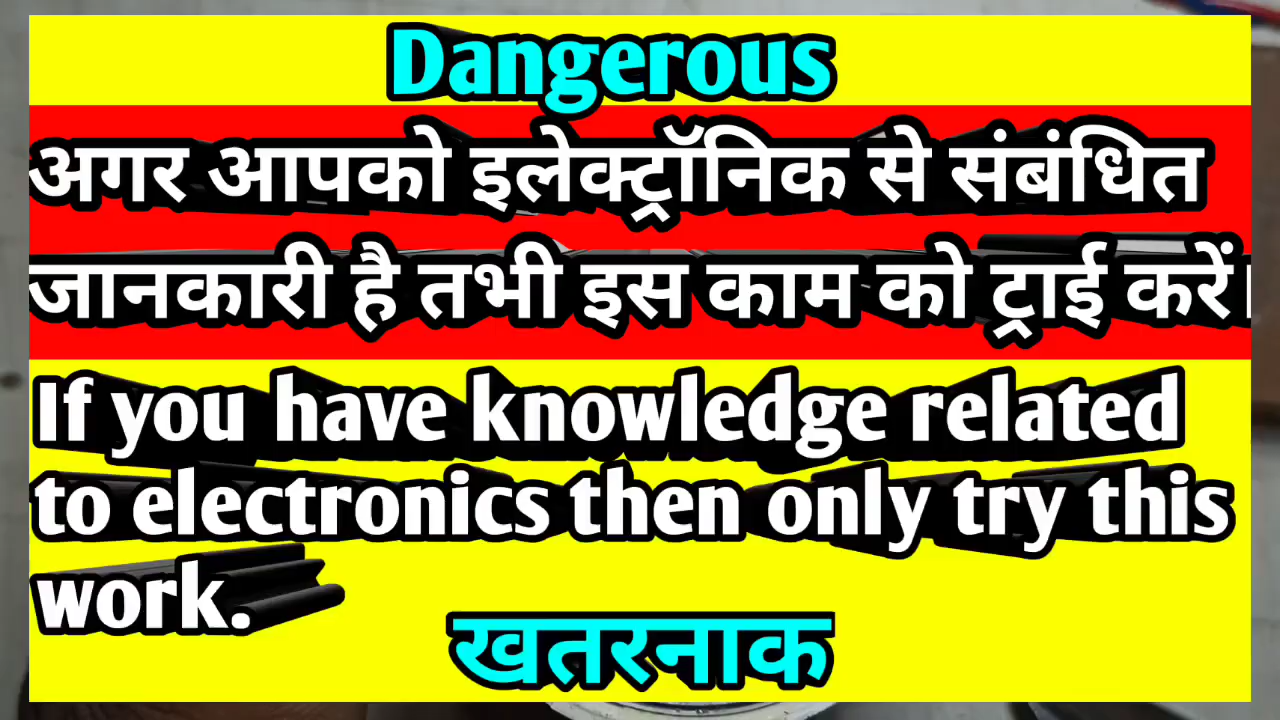 Dangerous
अगर आपको इलेक्ट्रॉनिक से संबंधित
जानकारी है तभी इस काम को ट्राई करें।
If you have knowledge related
to electronics then only try this
work.
खतरनाक